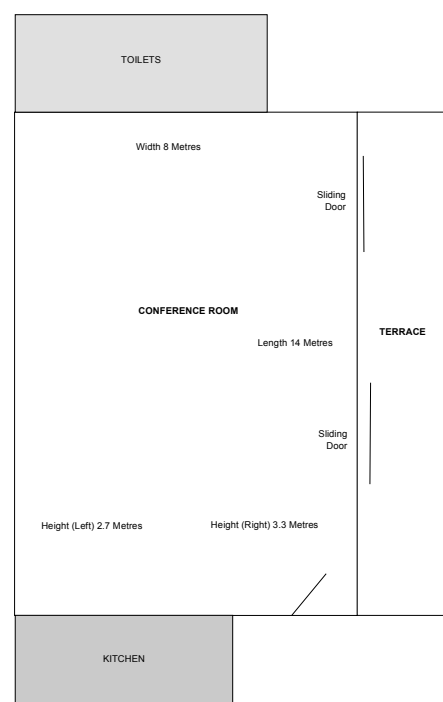 TOILETS
Width 8 Metres
Sliding
Door
CONFERENCE ROOM
TERRACE
Length 14 Metres
Sliding
Door
Height (Left) 2.7 Metres
Height (Right) 3.3 Metres
KITCHEN